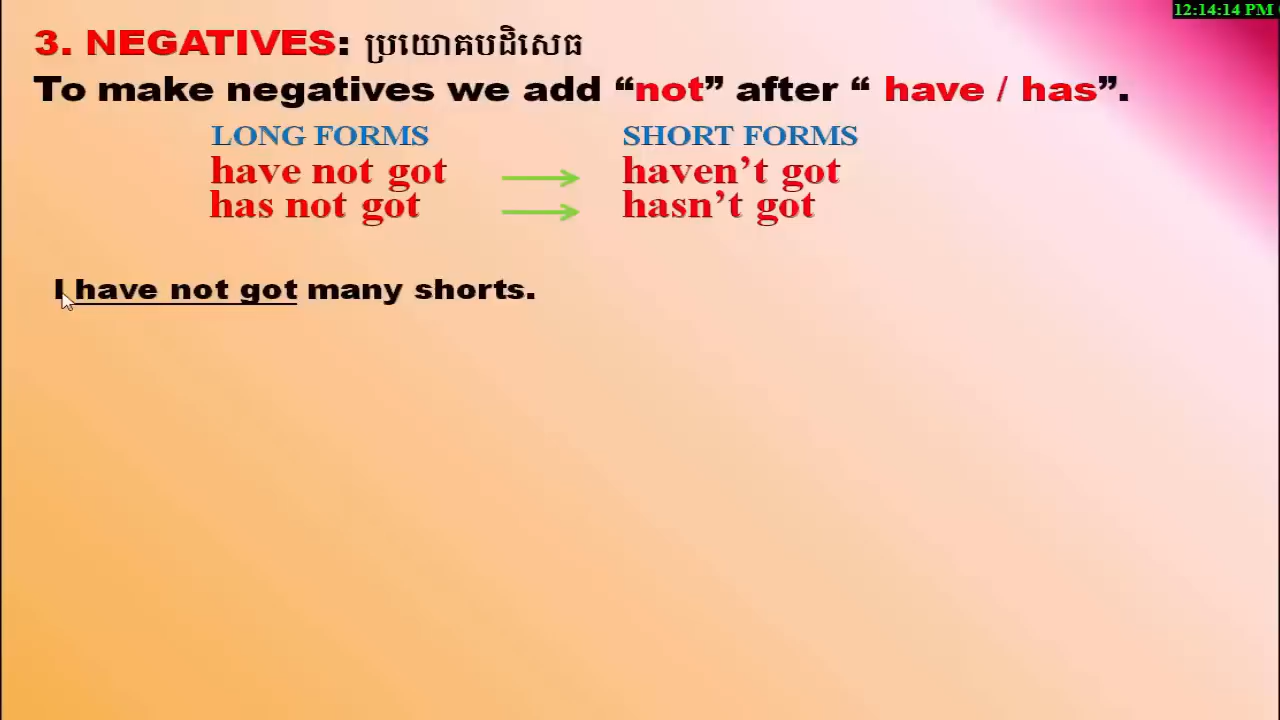 12:14:14 PM
3. NEGATIVES: ប្រយោគបដិសេធ
To make negatives we add “not” after “ have / has”.
LONG FORMS SHORT FORMS
have not got haven’t got
has not got hasn’t got
I have not got many shorts.